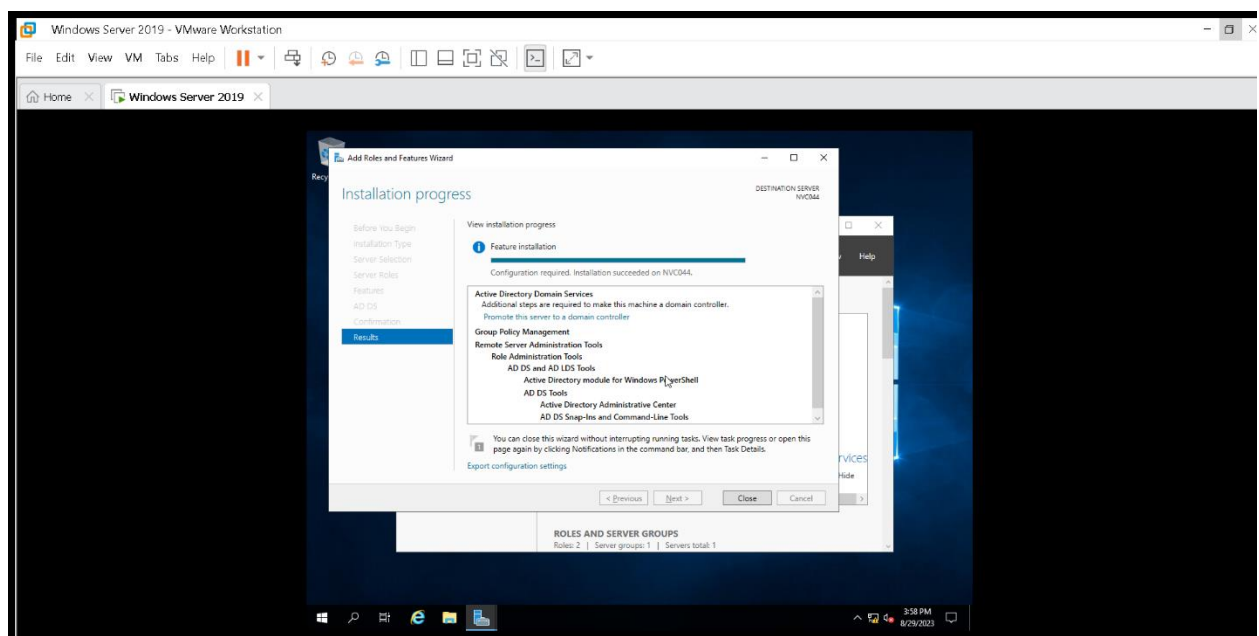 Windows Server 2019 - VMware Workstation
File Edit View VM Tabs Help
Home
Windows Server 2019
Add Roles and Features Wizard
Installation progress
DESTINATION SERVER
NVC044
Before You Begin
Installation Type
Server Selection
Server Roles
Features
AD DS
Confirmation
Results
View installation progress
Feature installation
Configuration required. Installation succeeded on NVC044.
Active Directory Domain Services
Additional steps are required to make this machine a domain controller.
Promote this server to a domain controller
Group Policy Management
Remote Server Administration Tools
Role Administration Tools
AD DS and AD LDS Tools
Active Directory module for Windows PowerShell
AD DS Tools
Active Directory Administrative Center
AD DS Snap-Ins and Command-Line Tools
You can close this wizard without interrupting running tasks. View task progress or open this
page again by clicking Notifications in the command bar, and then Task Details.
Export configuration settings
< Previous Next > Close Cancel
Help
Hide
ROLES AND SERVER GROUPS
Roles: 2 | Server groups: 1 | Servers total: 1
3:58 PM
8/29/2023